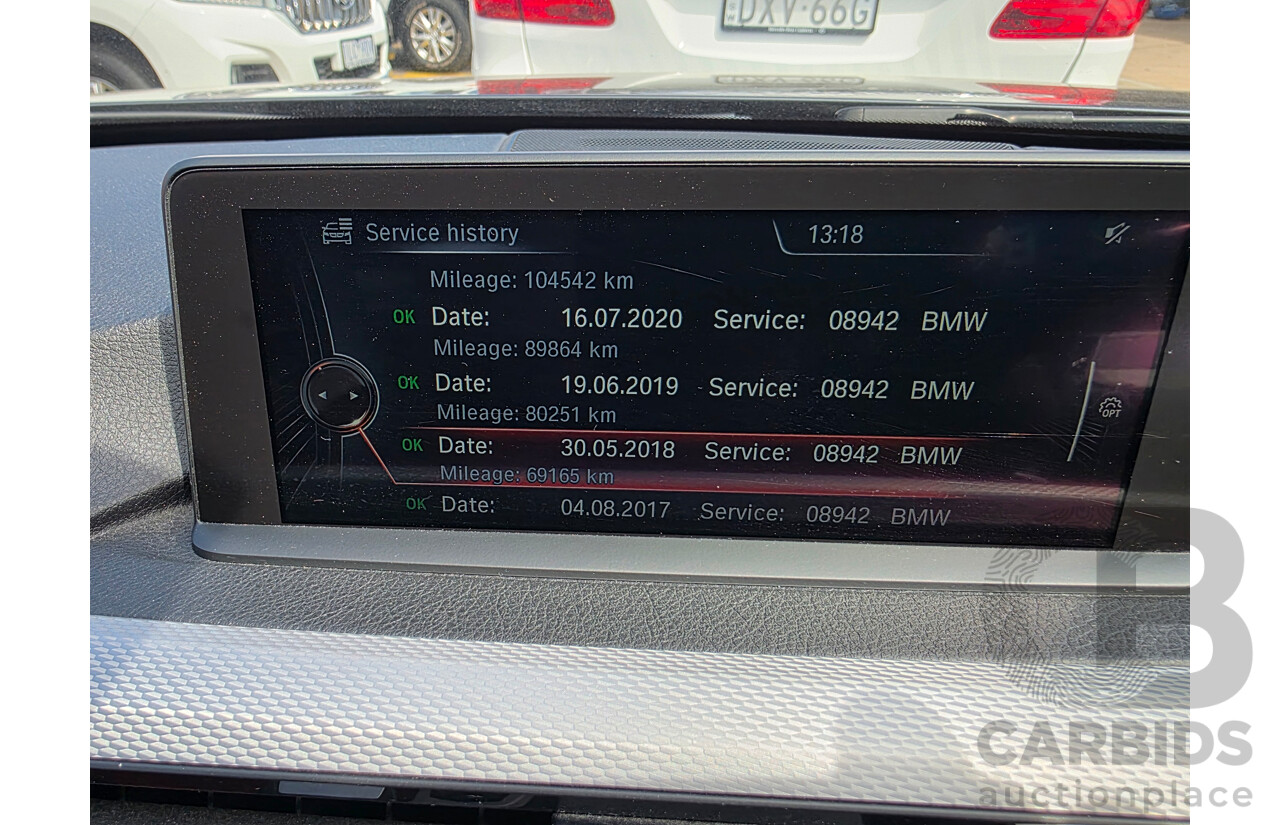 DXV·66G
Service history
13:18
Mileage: 104542 km
OK Date: 16.07.2020 Service: 08942 BMW
Mileage: 89864 km
OK Date: 19.06.2019 Service: 08942 BMW
Mileage: 80251 km
OK Date: 30.05.2018 Service: 08942 BMW
Mileage: 69165 km
OK Date: 04.08.2017 Service: 08942 BMW
OPT
B
CARBIDS
auctionplace